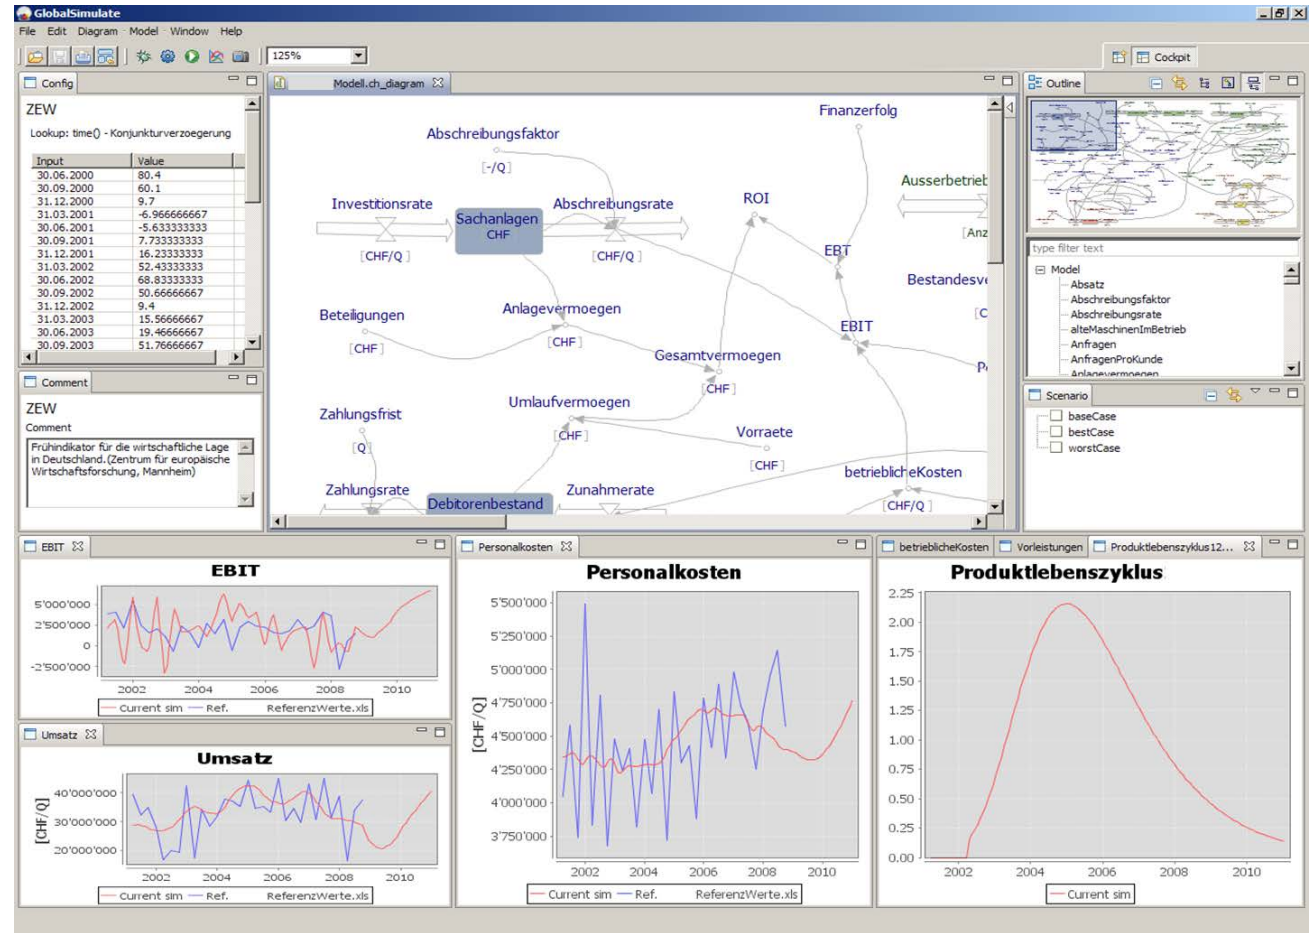 GlobalSimulate
File Edit Diagram Model Window Help
125%
Cockpit
Config
ZEW
Lookup: time() - Konjunkturverzoegerung
Input Value
30.06.2000 80.4
30.09.2000 60.1
31.12.2000 9.7
31.03.2001 -6.966666667
30.06.2001 -5.633333333
30.09.2001 7.733333333
31.12.2001 16.23333333
31.03.2002 52.43333333
30.06.2002 68.83333333
30.09.2002 50.66666667
31.12.2002 9.4
31.03.2003 15.56666667
30.06.2003 19.46666667
30.09.2003 51.76666667
Comment
ZEW
Comment
Frühindikator für die wirtschaftliche Lage
in Deutschland.(Zentrum für europäische
Wirtschaftsforschung, Mannheim)
Modell.ch_diagram
Finanzerfolg
Abschreibungsfaktor
[-/Q]
Ausserbetrieb
Investitionsrate
Sachanlagen
CHF
Abschreibungsrate
ROI
[CHF/Q ]
[CHF/Q ]
[Anz
EBT
Bestandesve
Beteiligungen
Anlagevermoegen
[C
EBIT
[CHF]
[CHF]
Gesamtvermoegen
P
[CHF]
Umlaufvermoegen
Zahlungsfrist
[CHF]
Vorraete
[Q]
[CHF]
betrieblicheKosten
Zahlungsrate
Debitorenbestand
Zunahmerate
[CHF/Q ]
Outline
type filter text
Model
Absatz
Abschreibungsfaktor
Abschreibungsrate
alteMaschinenImBetrieb
Anfragen
AnfragenProKunde
Anlagevermoegen
Scenario
baseCase
bestCase
worstCase
EBIT
EBIT
5'000'000
2'500'000
0
-2'500'000
2002 2004 2006 2008 2010
Current sim Ref. ReferenzWerte.xls
Umsatz
Umsatz
[CHF/Q]
40'000'000
30'000'000
20'000'000
2002 2004 2006 2008 2010
Current sim Ref. ReferenzWerte.xls
Personalkosten
Personalkosten
[CHF/Q]
5'500'000
5'250'000
5'000'000
4'750'000
4'500'000
4'250'000
4'000'000
3'750'000
2002 2004 2006 2008 2010
Current sim Ref. ReferenzWerte.xls
betrieblicheKosten Vorleistungen Produktlebenszyklus12...
Produktlebenszyklus
2.25
2.00
1.75
1.50
1.25
1.00
0.75
0.50
0.25
0.00
2002 2004 2006 2008 2010
Current sim